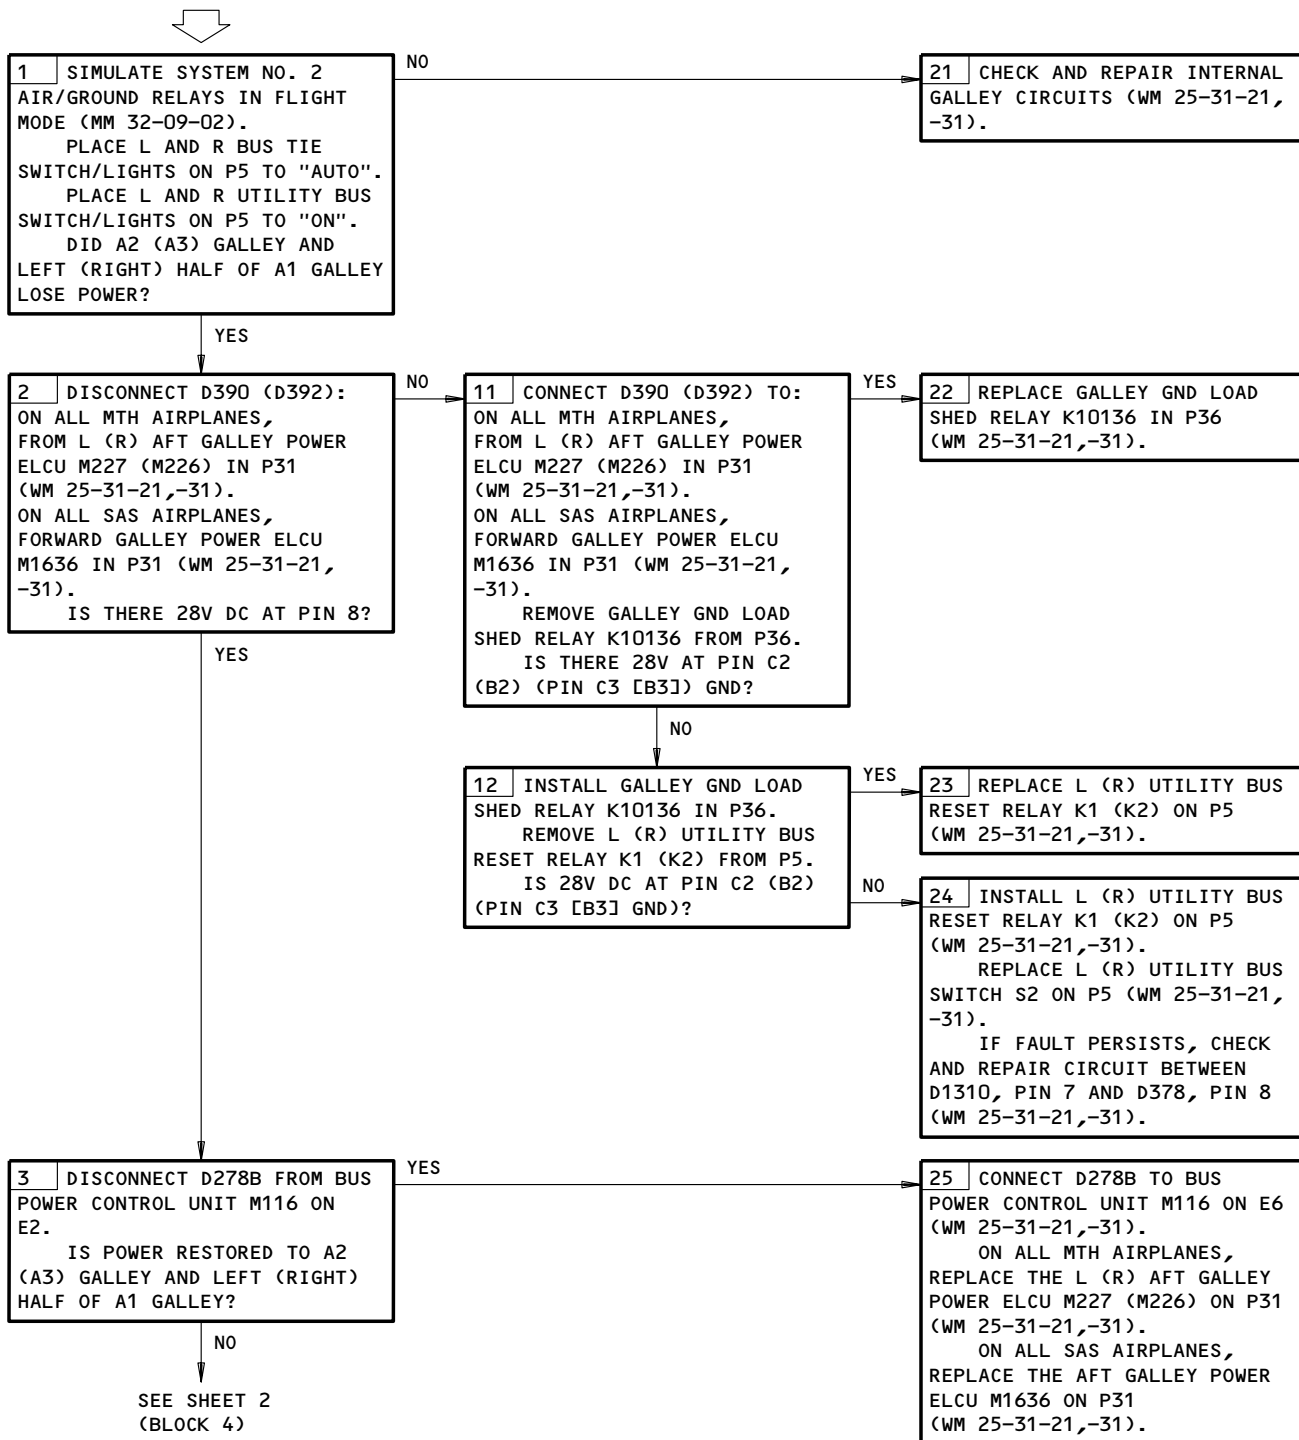 1 SIMULATE SYSTEM NO. 2
AIR/GROUND RELAYS IN FLIGHT
MODE (MM 32-09-02).
PLACE L AND R BUS TIE
SWITCH/LIGHTS ON P5 TO "AUTO".
PLACE L AND R UTILITY BUS
SWITCH/LIGHTS ON P5 TO "ON".
DID A2 (A3) GALLEY AND
LEFT (RIGHT) HALF OF A1 GALLEY
LOSE POWER?
NO
21 CHECK AND REPAIR INTERNAL
GALLEY CIRCUITS (WM 25-31-21,
-31).
YES
2 DISCONNECT D390 (D392):
ON ALL MTH AIRPLANES,
FROM L (R) AFT GALLEY POWER
ELCU M227 (M226) IN P31
(WM 25-31-21,-31).
ON ALL SAS AIRPLANES,
FORWARD GALLEY POWER ELCU
M1636 IN P31 (WM 25-31-21,
-31).
IS THERE 28V DC AT PIN 8?
NO
11 CONNECT D390 (D392) TO:
ON ALL MTH AIRPLANES,
FROM L (R) AFT GALLEY POWER
ELCU M227 (M226) IN P31
(WM 25-31-21,-31).
ON ALL SAS AIRPLANES,
FORWARD GALLEY POWER ELCU
M1636 IN P31 (WM 25-31-21,
-31).
REMOVE GALLEY GND LOAD
SHED RELAY K10136 FROM P36.
IS THERE 28V AT PIN C2
(B2) (PIN C3 [B3]) GND?
YES
22 REPLACE GALLEY GND LOAD
SHED RELAY K10136 IN P36
(WM 25-31-21,-31).
YES
NO
12 INSTALL GALLEY GND LOAD
SHED RELAY K10136 IN P36.
REMOVE L (R) UTILITY BUS
RESET RELAY K1 (K2) FROM P5.
IS 28V DC AT PIN C2 (B2)
(PIN C3 [B3] GND)?
YES
23 REPLACE L (R) UTILITY BUS
RESET RELAY K1 (K2) ON P5
(WM 25-31-21,-31).
NO
24 INSTALL L (R) UTILITY BUS
RESET RELAY K1 (K2) ON P5
(WM 25-31-21,-31).
REPLACE L (R) UTILITY BUS
SWITCH S2 ON P5 (WM 25-31-21,
-31).
IF FAULT PERSISTS, CHECK
AND REPAIR CIRCUIT BETWEEN
D1310, PIN 7 AND D378, PIN 8
(WM 25-31-21,-31).
3 DISCONNECT D278B FROM BUS
POWER CONTROL UNIT M116 ON
E2.
IS POWER RESTORED TO A2
(A3) GALLEY AND LEFT (RIGHT)
HALF OF A1 GALLEY?
YES
25 CONNECT D278B TO BUS
POWER CONTROL UNIT M116 ON E6
(WM 25-31-21,-31).
ON ALL MTH AIRPLANES,
REPLACE THE L (R) AFT GALLEY
POWER ELCU M227 (M226) ON P31
(WM 25-31-21,-31).
ON ALL SAS AIRPLANES,
REPLACE THE AFT GALLEY POWER
ELCU M1636 ON P31
(WM 25-31-21,-31).
NO
SEE SHEET 2
(BLOCK 4)